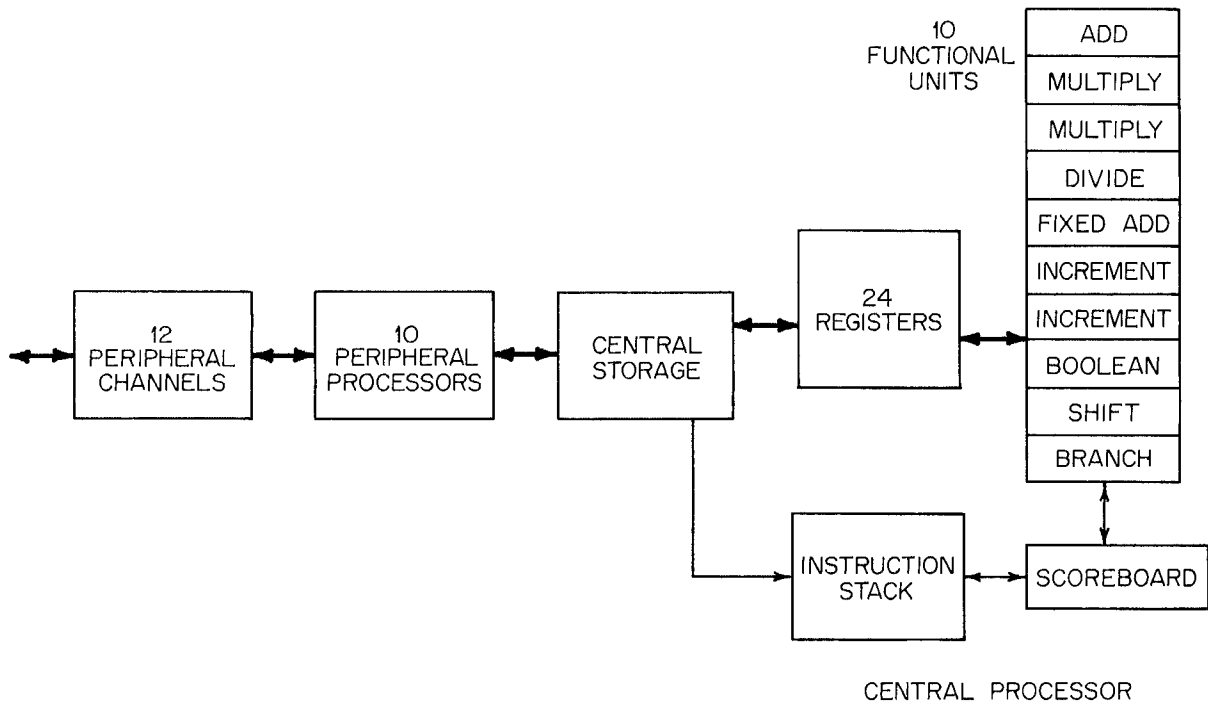 10
FUNCTIONAL
UNITS
ADD
MULTIPLY
MULTIPLY
DIVIDE
FIXED ADD
INCREMENT
INCREMENT
BOOLEAN
SHIFT
BRANCH
12
PERIPHERAL
CHANNELS
10
PERIPHERAL
PROCESSORS
CENTRAL
STORAGE
24
REGISTERS
INSTRUCTION
STACK
SCOREBOARD
CENTRAL PROCESSOR